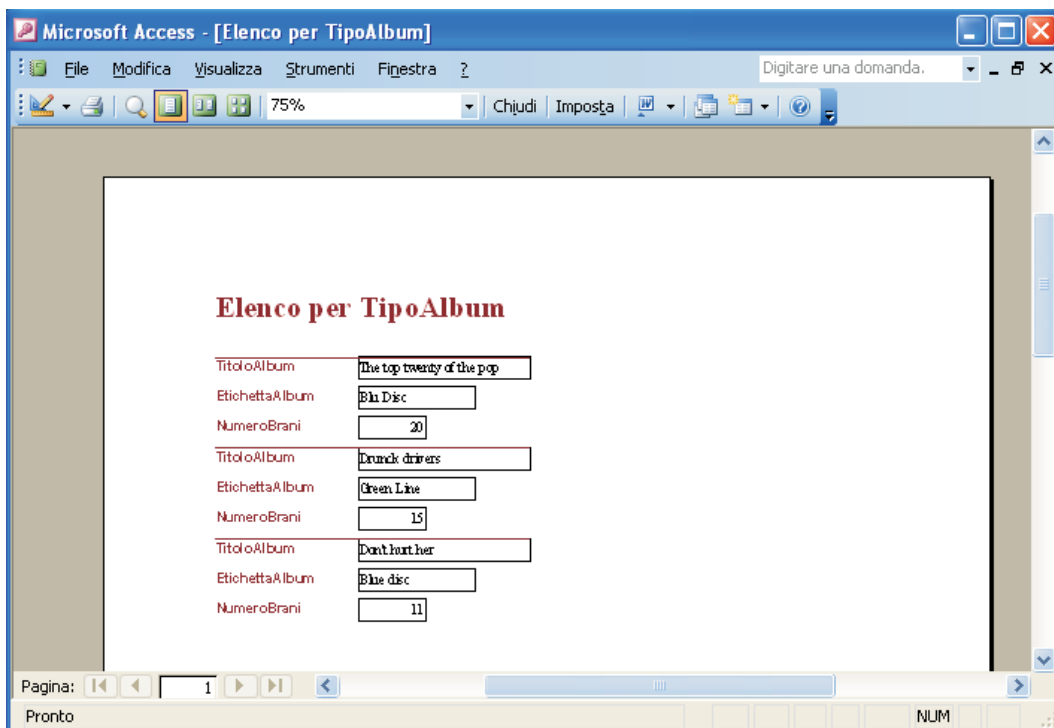 Microsoft Access - [Elenco per TipoAlbum]
File Modifica Visualizza Strumenti Finestra ? Digitare una domanda.
75% Chiudi Imposta
Elenco per TipoAlbum
TitoloAlbum The top twenty of the pop
EtichettaAlbum Blu Disc
NumeroBrani 20
TitoloAlbum Drunck drivers
EtichettaAlbum Green Line
NumeroBrani 15
TitoloAlbum Don't hurt her
EtichettaAlbum Blue disc
NumeroBrani 11
Pagina: 1
Pronto NUM